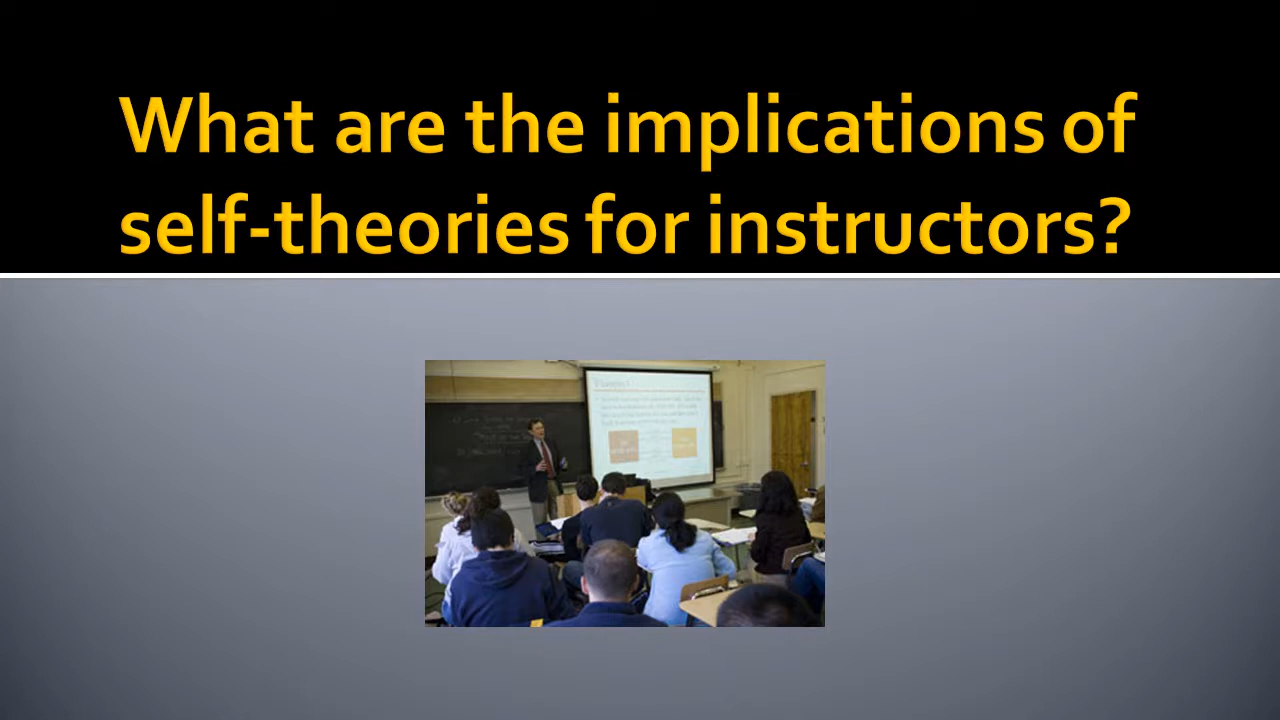 What are the implications of
self-theories for instructors?